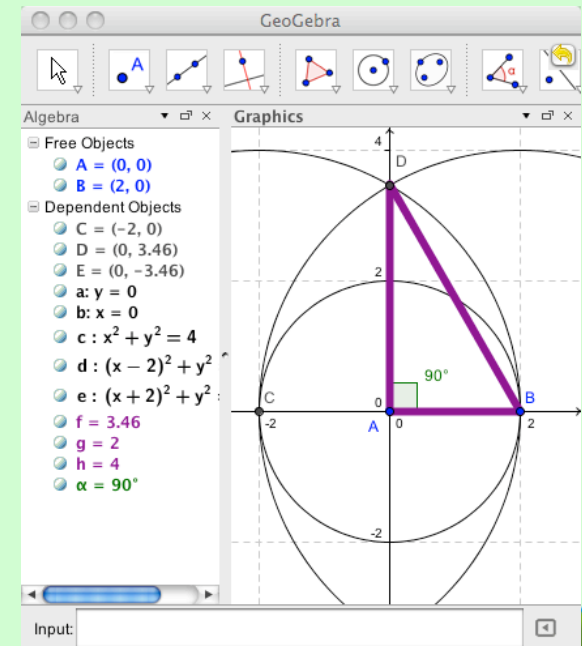 GeoGebra
A
α
Algebra
Graphics
Free Objects
A = (0, 0)
B = (2, 0)
Dependent Objects
C = (-2, 0)
D = (0, 3.46)
E = (0, -3.46)
a: y = 0
b: x = 0
c : x² + y² = 4
d : (x − 2)² + y²
e : (x + 2)² + y² :
f = 3.46
g = 2
h = 4
α = 90°
4
D
2
90°
C
0
B
-2
A
0
2
-2
Input: